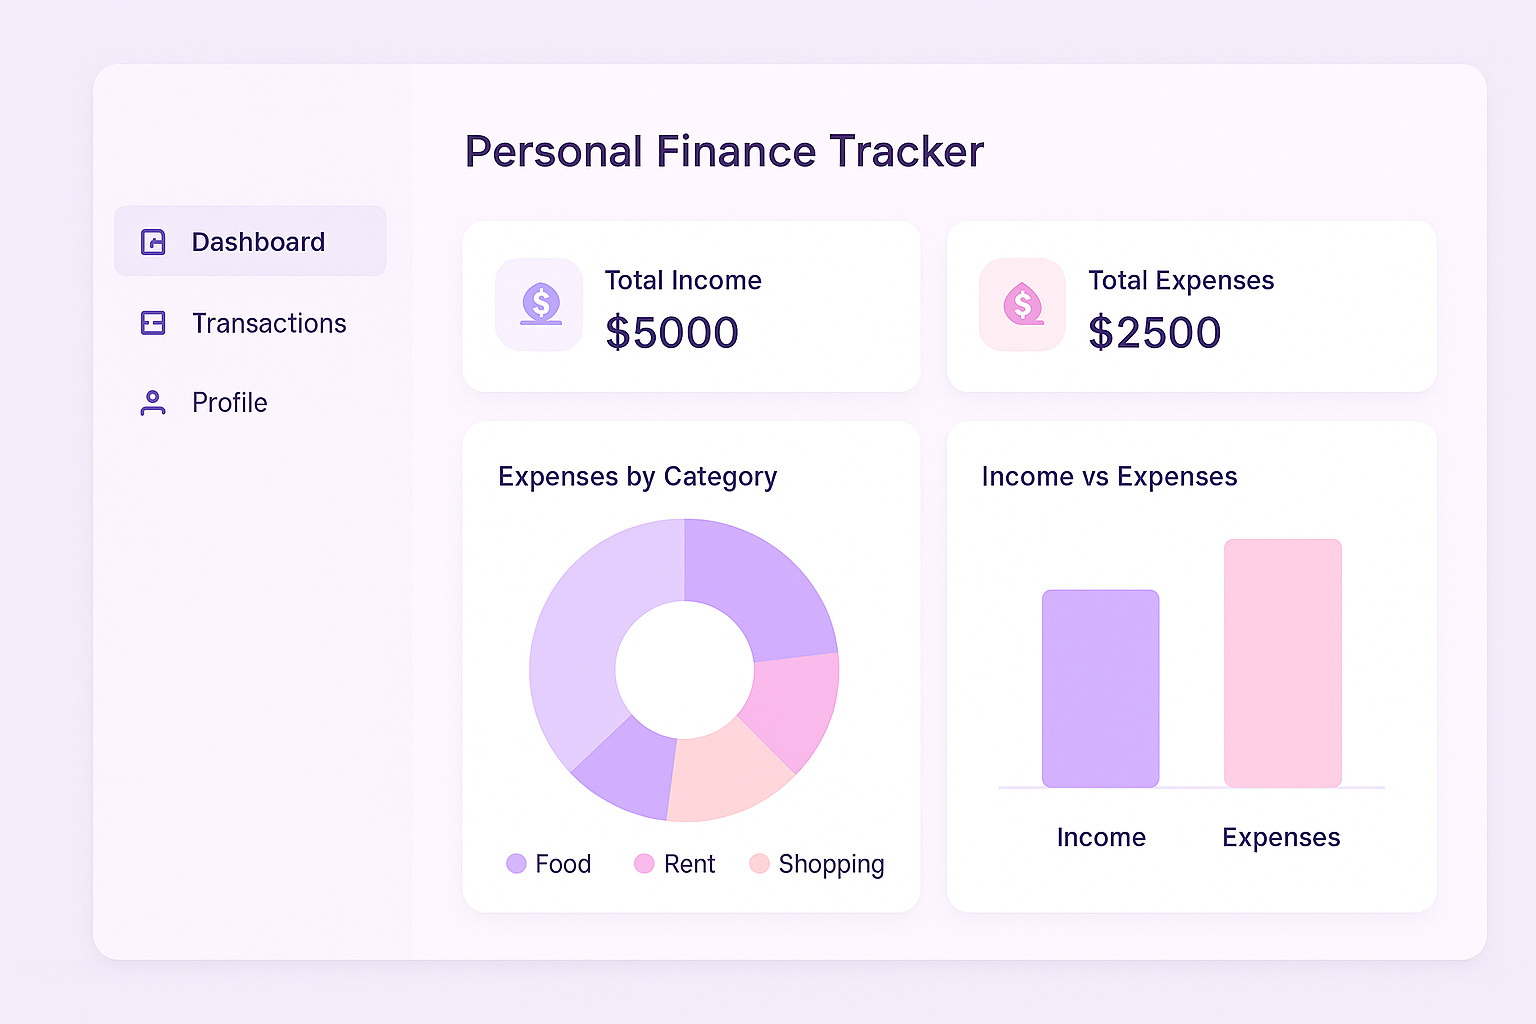 Personal Finance Tracker
Dashboard
Transactions
Profile
Total Income
$5000
Total Expenses
$2500
Expenses by Category
Food
Rent
Shopping
Income vs Expenses
Income
Expenses